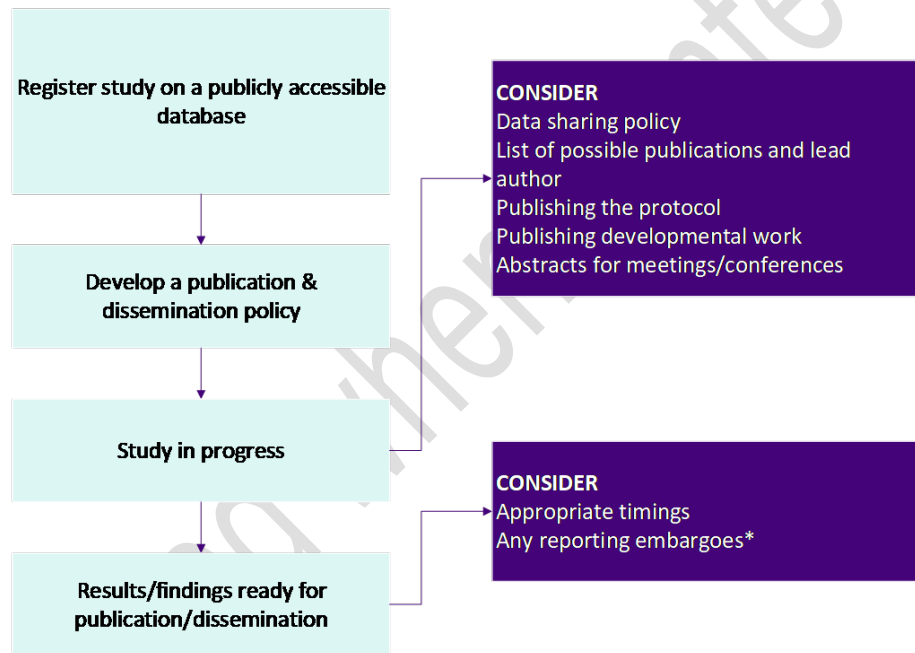 Register study on a publicly accessible
database
Develop a publication &
dissemination policy
Study in progress
Results/findings ready for
publication/dissemination
CONSIDER
Data sharing policy
List of possible publications and lead
author
Publishing the protocol
Publishing developmental work
Abstracts for meetings/conferences
CONSIDER
Appropriate timings
Any reporting embargoes*